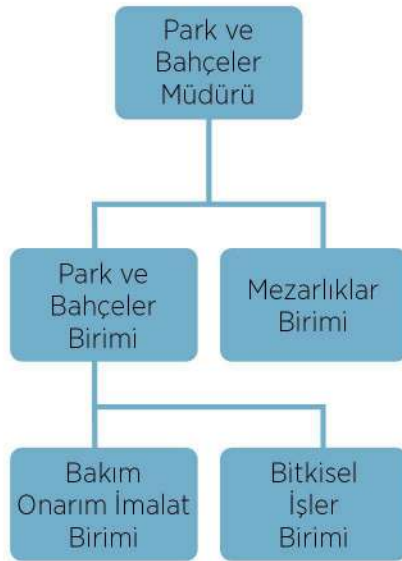 Park ve
Bahçeler
Müdürü
Park ve
Bahçeler
Birimi
Mezarlıklar
Birimi
Bakım
Onarım İmalat
Birimi
Bitkisel
İşler
Birimi